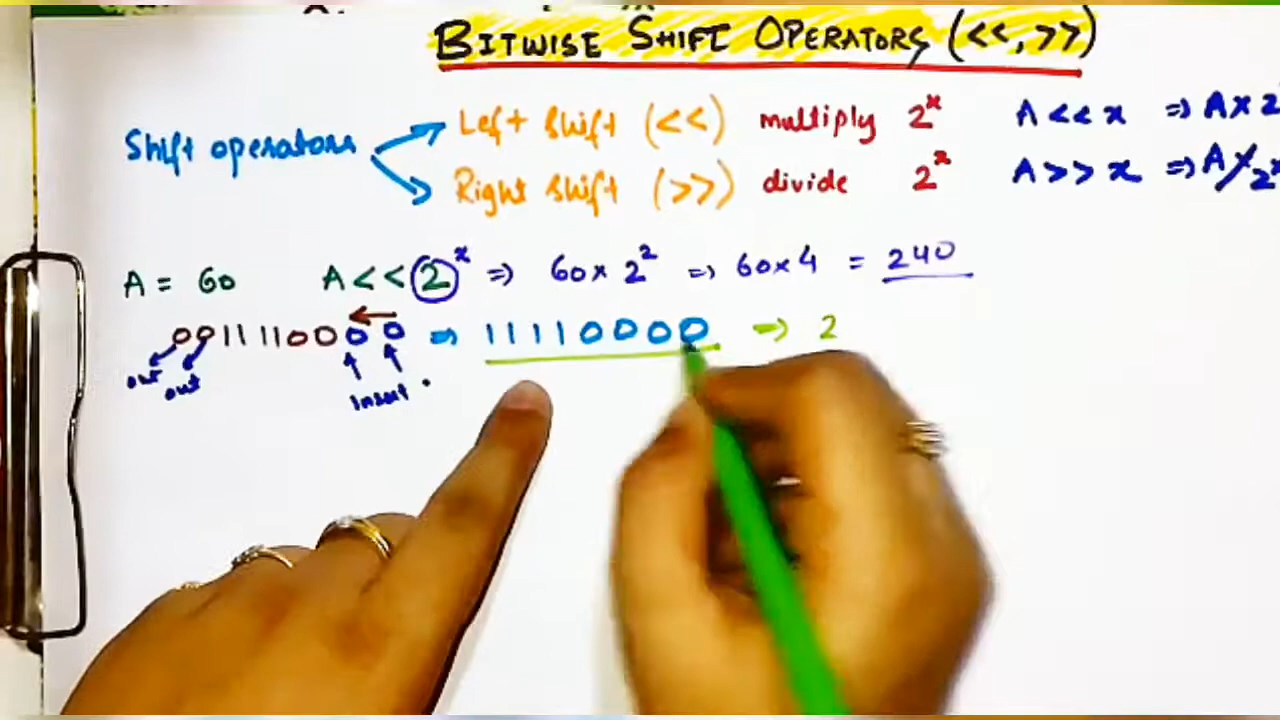 BITWISE SHIFT OPERATORS (<<, >>)
Shift operators
Left shift (<<) multiply 2^x A << x => A x 2
Right shift (>>) divide 2^x A >> x => A/2^x
A = 60 A << 2^x => 60 x 2^2 => 60 x 4 = 240
0011110000 => 11110000 => 2
out out insert